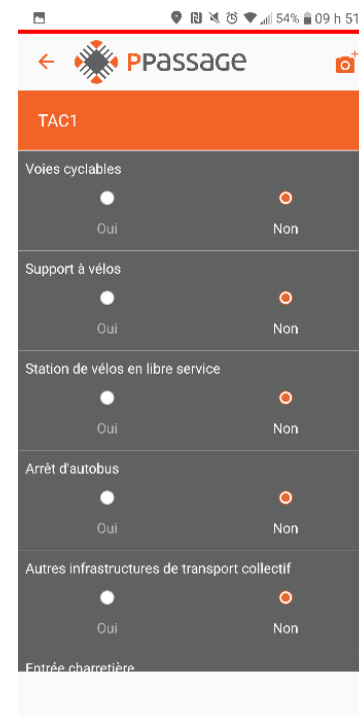 54% 09 h 51
PPassage
TAC1
Voies cyclables
Oui Non
Support à vélos
Oui Non
Station de vélos en libre service
Oui Non
Arrêt d'autobus
Oui Non
Autres infrastructures de transport collectif
Oui Non
Entrée charretière